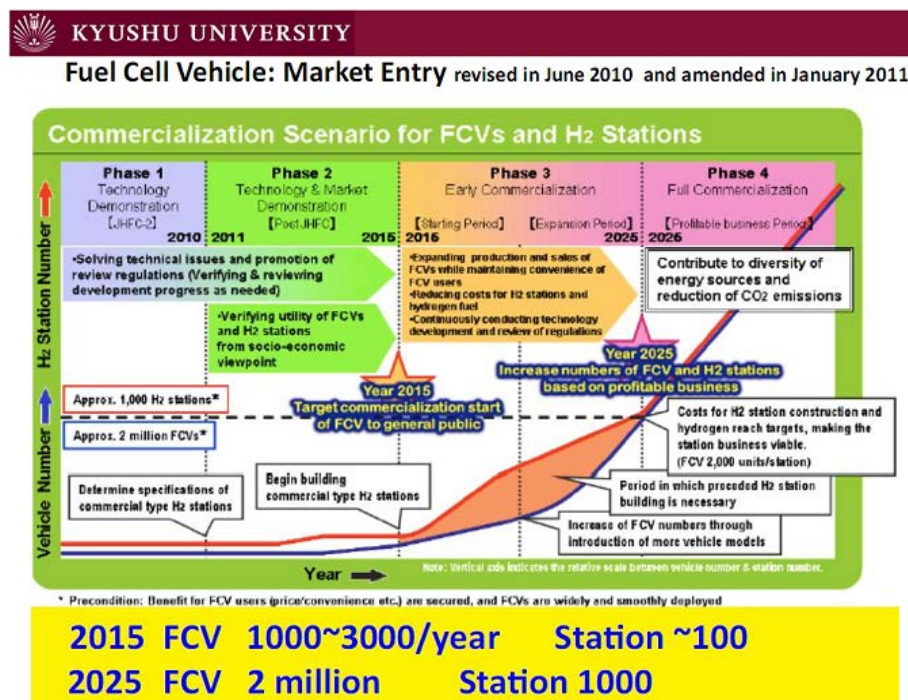 KYUSHU UNIVERSITY
Fuel Cell Vehicle: Market Entry revised in June 2010 and amended in January 2011
Commercialization Scenario for FCVs and H2 Stations
Phase 1
Technology
Demonstration
【JHFC-2】
2010
Phase 2
Technology & Market
Demonstration
【Post JHFC】
2011
2015
Phase 3
Early Commercialization
【Starting Period】
【Expansion Period】
2016
2025
Phase 4
Full Commercialization
【Profitable business Period】
2026
H2 Station Number
Vehicle Number
•Solving technical issues and promotion of
review regulations (Verifying & reviewing
development progress as needed)
•Verifying utility of FCVs
and H2 stations
from socio-economic
viewpoint
•Expanding production and sales of
FCVs while maintaining convenience of
FCV users
•Reducing costs for H2 stations and
hydrogen fuel
•Continuously conducting technology
development and review of regulations
Contribute to diversity of
energy sources and
reduction of CO2 emissions
Year 2015
Target commercialization start
of FCV to general public
Year 2025
Increase numbers of FCV and H2 stations
based on profitable business
Approx. 1,000 H2 stations*
Approx. 2 million FCVs*
Costs for H2 station construction and
hydrogen reach targets, making the
station business viable.
(FCV 2,000 units/station)
Determine specifications of
commercial type H2 stations
Begin building
commercial type H2 stations
Period in which preceded H2 station
building is necessary
Increase of FCV numbers through
introduction of more vehicle models
Year
Note: Vertical axis indicates the relative scale between vehicle number & station number.
* Precondition: Benefit for FCV users (price/convenience etc.) are secured, and FCVs are widely and smoothly deployed
2015 FCV 1000~3000/year Station ~100
2025 FCV 2 million Station 1000